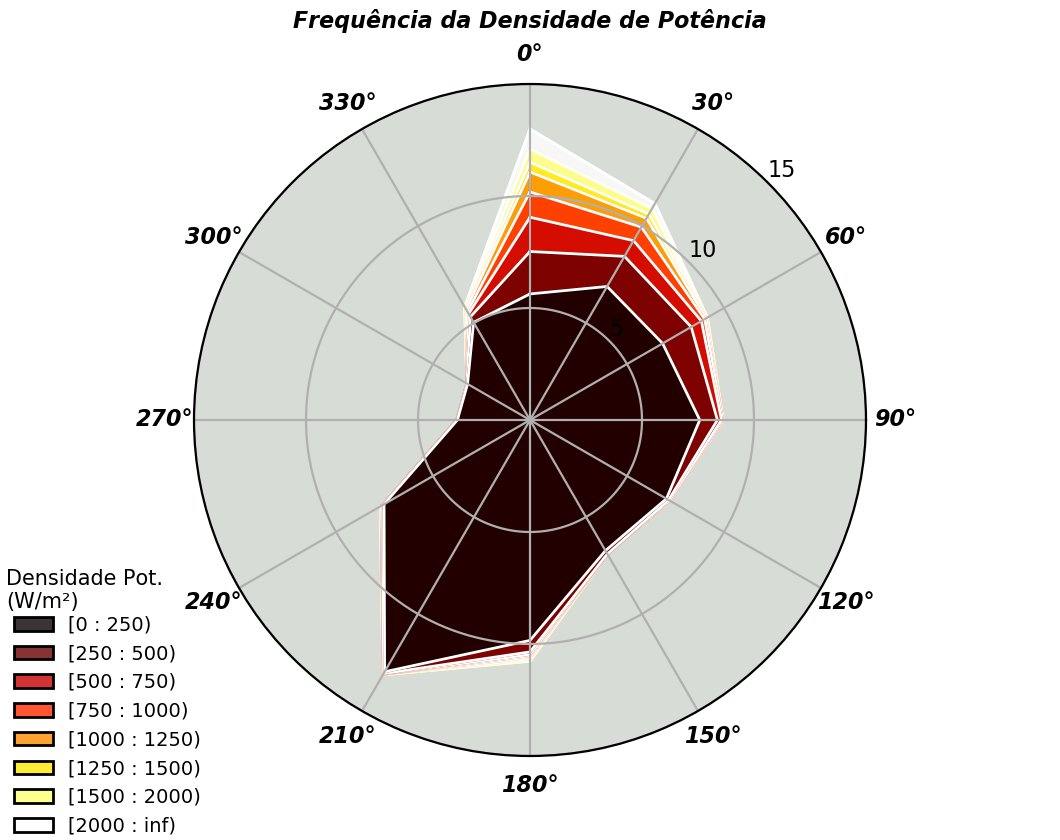 Frequência da Densidade de Potência
0°
330°
30°
15
300°
60°
10
5
270°
90°
240°
120°
210°
150°
180°
Densidade Pot.
(W/m²)
[0 : 250)
[250 : 500)
[500 : 750)
[750 : 1000)
[1000 : 1250)
[1250 : 1500)
[1500 : 2000)
[2000 : inf)